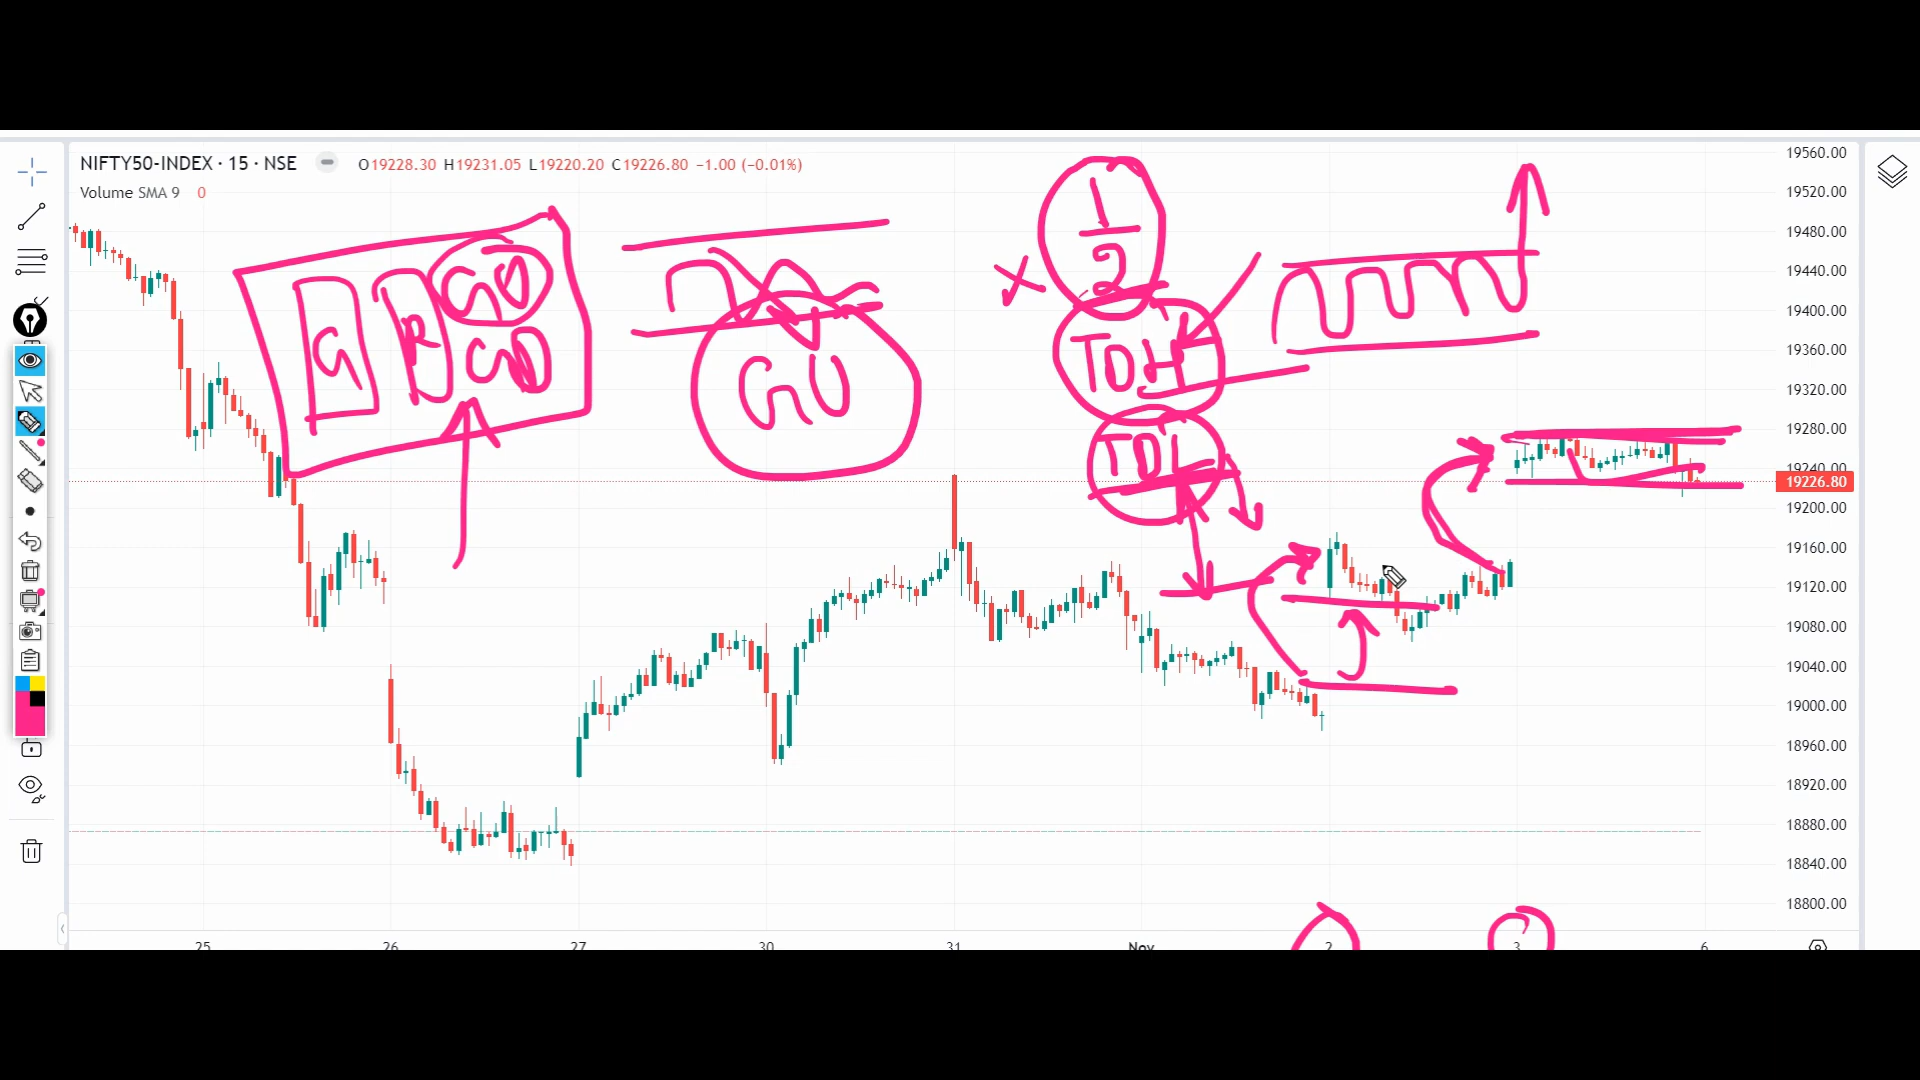 NIFTY50-INDEX · 15 · NSE O19228.30 H19231.05 L19220.20 C19226.80 −1.00 (−0.01%)
Volume SMA 9 0
19560.00
19520.00
19480.00
19440.00
19400.00
19360.00
19320.00
19280.00
19240.00
19226.80
19200.00
19160.00
19120.00
19080.00
19040.00
19000.00
18960.00
18920.00
18880.00
18840.00
18800.00
G R GU
GD
GU
1
2
TDH
TDL
25 26 27 30 31 Nov 2 3 6